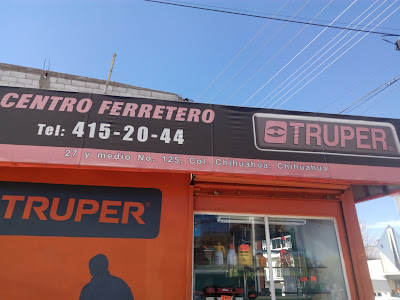 CENTRO FERRETERO
Tel: 415-20-44
27 y medio No. 125, Col. Chihuahua, Chihuahua
TRUPER®
TRUPER®